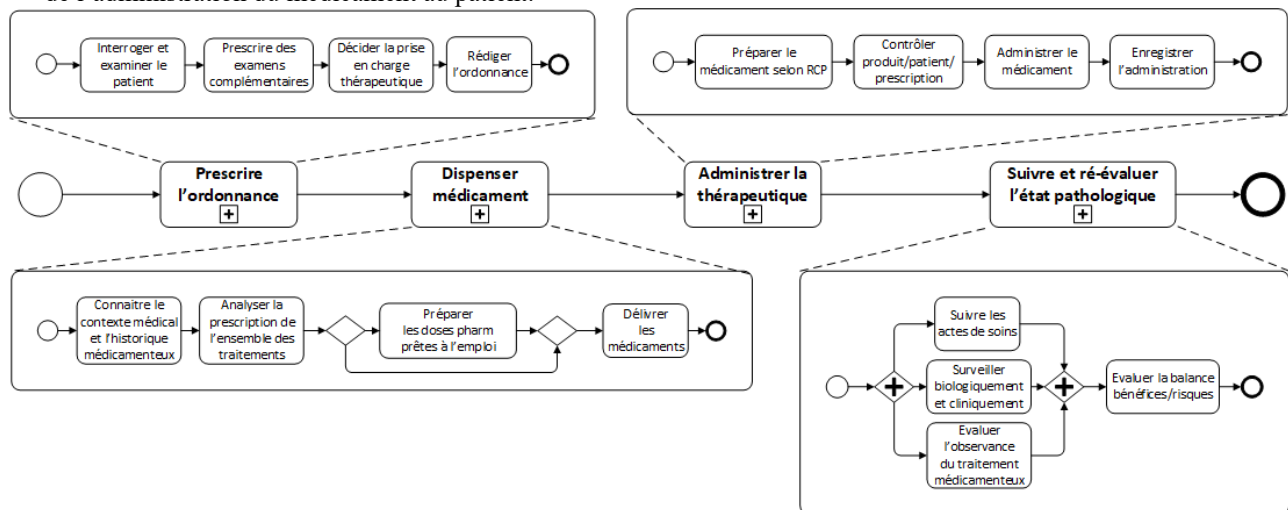 de l'administration du médicament au patient.
Interroger et
examiner le
patient
Prescrire des
examens
complémentaires
Décider la prise
en charge
thérapeutique
Rédiger
l'ordonnance
Préparer le
médicament selon RCP
Contrôler
produit/patient/
prescription
Administrer le
médicament
Enregistrer
l'administration
Prescrire
l'ordonnance
Dispenser
médicament
Administrer la
thérapeutique
Suivre et ré-évaluer
l'état pathologique
Connaitre le
contexte médical
et l'historique
médicamenteux
Analyser la
prescription de
l'ensemble des
traitements
Préparer
les doses pharm
prêtes à l'emploi
Délivrer
les
médicaments
Suivre les
actes de soins
Surveiller
biologiquement
et cliniquement
Evaluer
l'observance
du traitement
médicamenteux
Evaluer la balance
bénéfices/risques